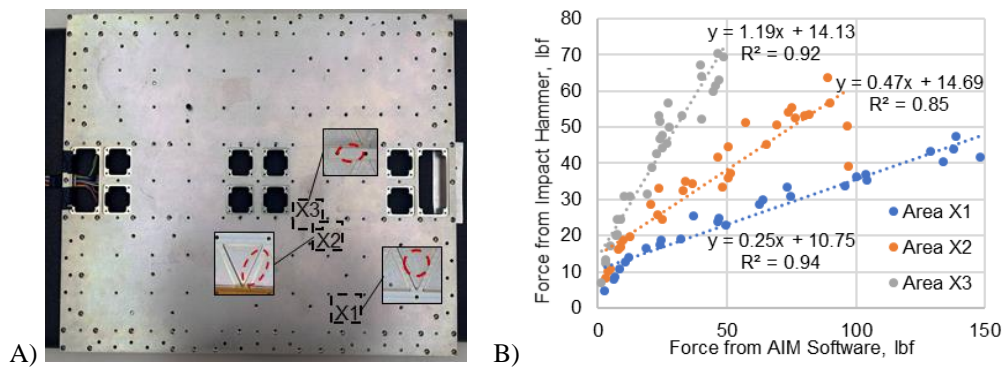 A)
X3
X2
X1
B)
Force from Impact Hammer, lbf
80
70
60
50
40
30
20
10
0
y = 1.19x + 14.13
R² = 0.92
y = 0.47x + 14.69
R² = 0.85
y = 0.25x + 10.75
R² = 0.94
Area X1
Area X2
Area X3
0 50 100 150
Force from AIM Software, lbf